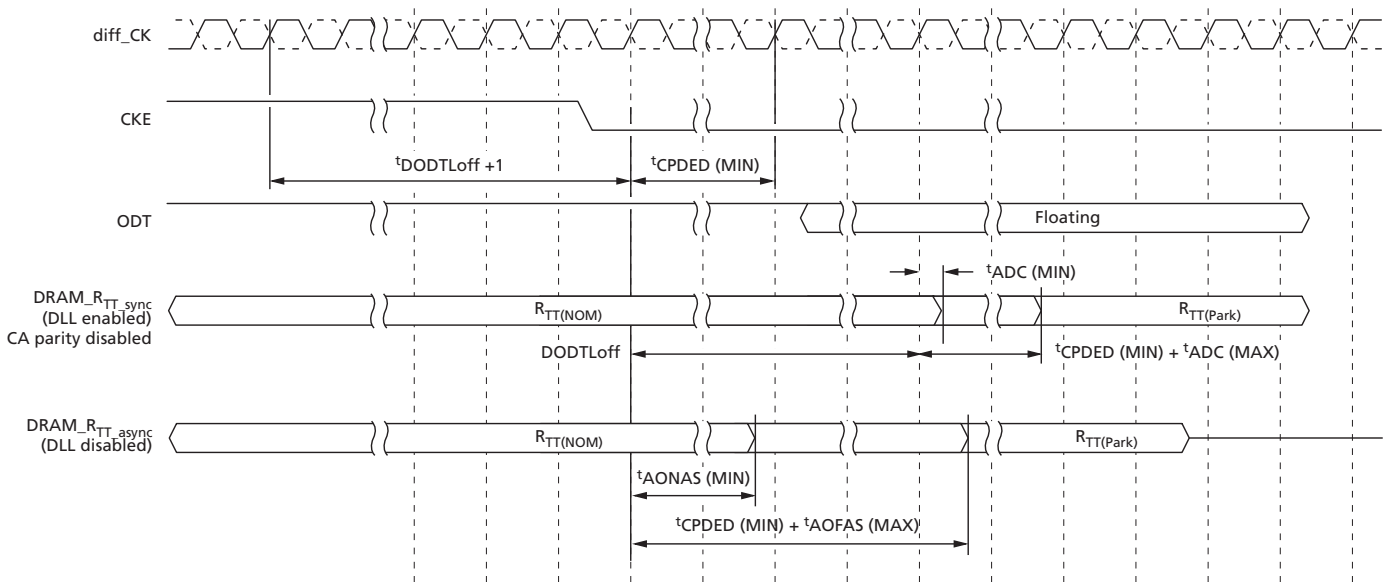 diff_CK
CKE
tDODTLoff +1
tCPDED (MIN)
ODT
Floating
tADC (MIN)
DRAM_RTT_sync
(DLL enabled)
CA parity disabled
RTT(NOM)
RTT(Park)
DODTLoff
tCPDED (MIN) + tADC (MAX)
DRAM_RTT_async
(DLL disabled)
RTT(NOM)
RTT(Park)
tAONAS (MIN)
tCPDED (MIN) + tAOFAS (MAX)